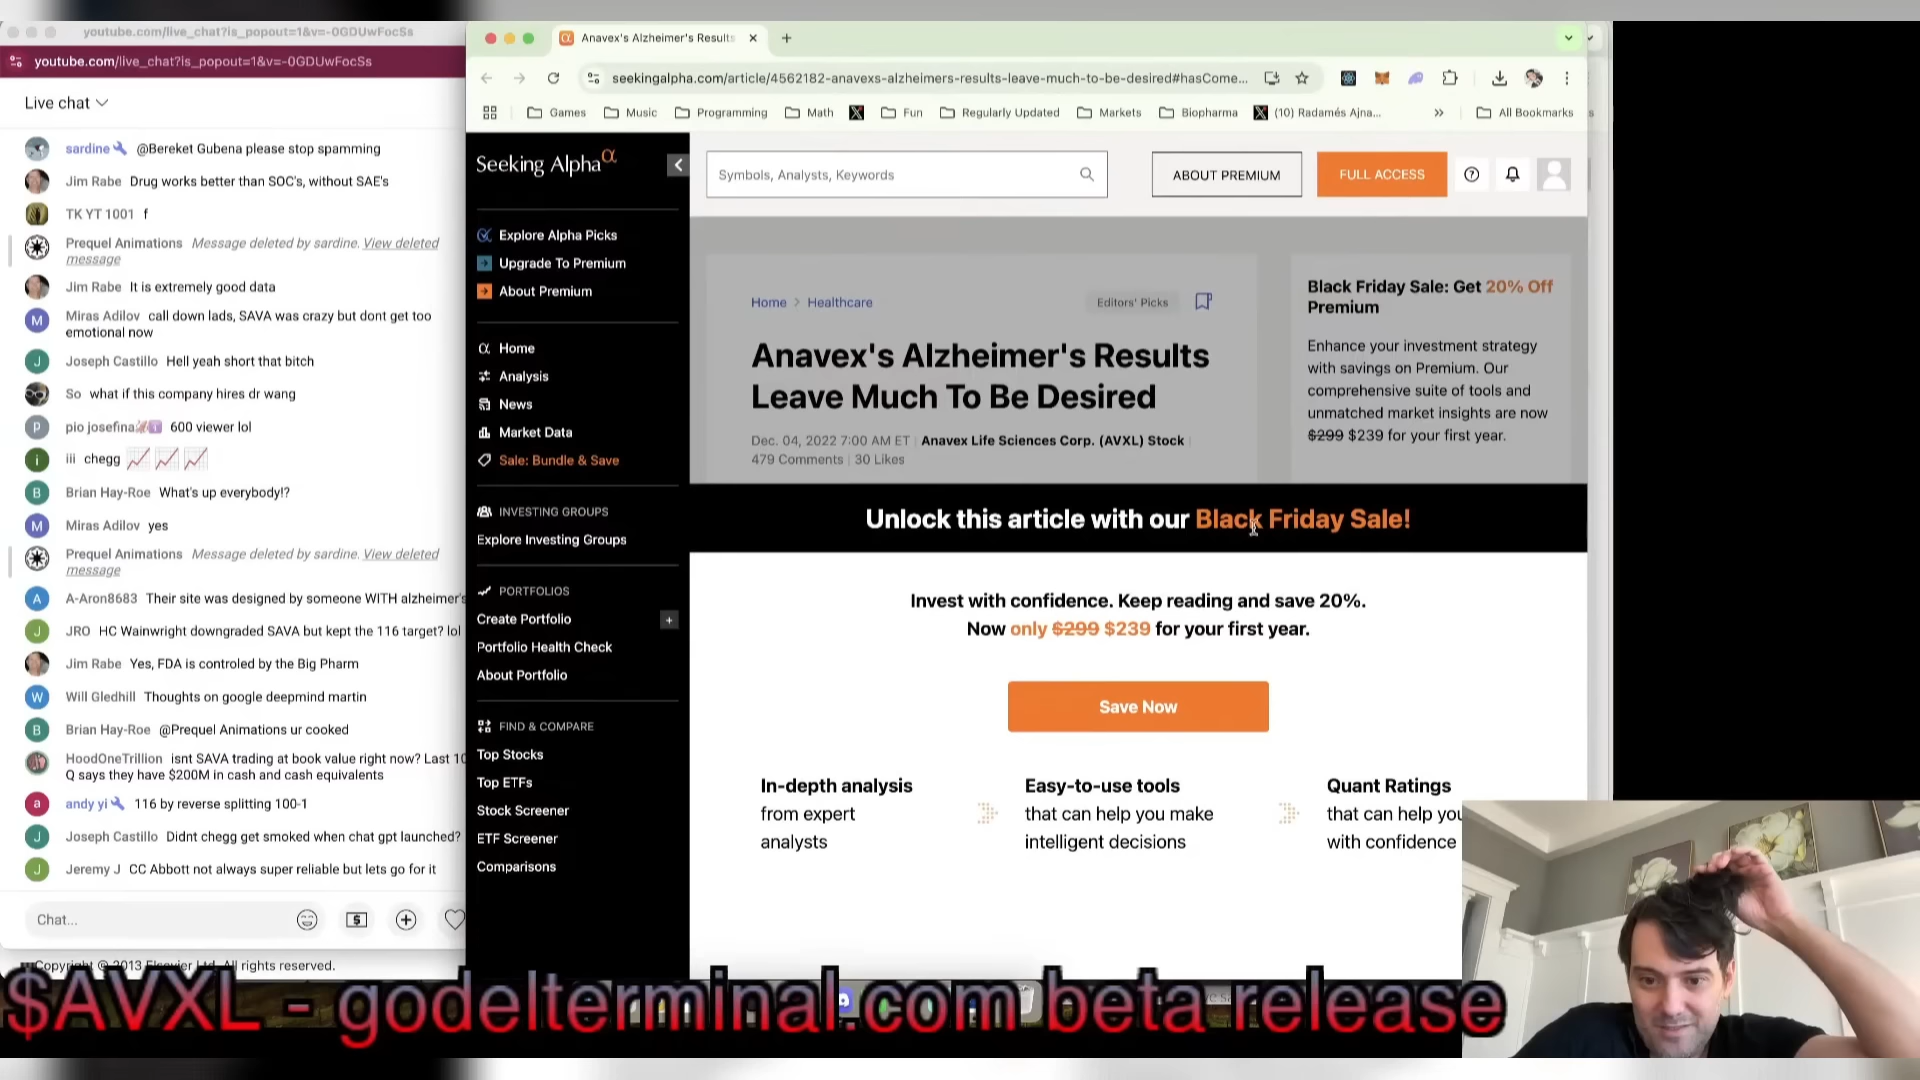 youtube.com/live_chat?is_popout=1&v=-0GDUwFocSs
youtube.com/live_chat?is_popout=1&v=-0GDUwFocSs
Live chat
sardine @Bereket Gubena please stop spamming
Jim Rabe Drug works better than SOC's, without SAE's
TK YT 1001 f
Prequel Animations Message deleted by sardine. View deleted
message
Jim Rabe It is extremely good data
M Miras Adilov call down lads, SAVA was crazy but dont get too
emotional now
J Joseph Castillo Hell yeah short that bitch
So what if this company hires dr wang
p pio josefina 600 viewer lol
i iii chegg
B Brian Hay-Roe What's up everybody!?
M Miras Adilov yes
Prequel Animations Message deleted by sardine. View deleted
message
A A-Aron8683 Their site was designed by someone WITH alzheimer's
J JRO HC Wainwright downgraded SAVA but kept the 116 target? lol
Jim Rabe Yes, FDA is controled by the Big Pharm
W Will Gledhill Thoughts on google deepmind martin
B Brian Hay-Roe @Prequel Animations ur cooked
HoodOneTrillion isnt SAVA trading at book value right now? Last 10
Q says they have $200M in cash and cash equivalents
a andy yi 116 by reverse splitting 100-1
J Joseph Castillo Didnt chegg get smoked when chat gpt launched?
J Jeremy J CC Abbott not always super reliable but lets go for it
Chat...
Copyright © 2013 Elsevier Ltd. All rights reserved.
Anavex's Alzheimer's Results
seekingalpha.com/article/4562182-anavexs-alzheimers-results-leave-much-to-be-desired#hasCome...
Games Music Programming Math Fun Regularly Updated Markets Biopharma (10) Radamés Ajna... » All Bookmarks
Seeking Alpha α
Explore Alpha Picks
Upgrade To Premium
About Premium
Home
Analysis
News
Market Data
Sale: Bundle & Save
INVESTING GROUPS
Explore Investing Groups
PORTFOLIOS
Create Portfolio +
Portfolio Health Check
About Portfolio
FIND & COMPARE
Top Stocks
Top ETFs
Stock Screener
ETF Screener
Comparisons
Symbols, Analysts, Keywords
ABOUT PREMIUM
FULL ACCESS
Home > Healthcare
Editors' Picks
Anavex's Alzheimer's Results
Leave Much To Be Desired
Dec. 04, 2022 7:00 AM ET | Anavex Life Sciences Corp. (AVXL) Stock |
479 Comments | 30 Likes
Black Friday Sale: Get 20% Off
Premium
Enhance your investment strategy
with savings on Premium. Our
comprehensive suite of tools and
unmatched market insights are now
$299 $239 for your first year.
Unlock this article with our Black Friday Sale!
Invest with confidence. Keep reading and save 20%.
Now only $299 $239 for your first year.
Save Now
In-depth analysis
from expert
analysts
Easy-to-use tools
that can help you make
intelligent decisions
Quant Ratings
that can help you
with confidence
$AVXL - godelterminal.com beta release